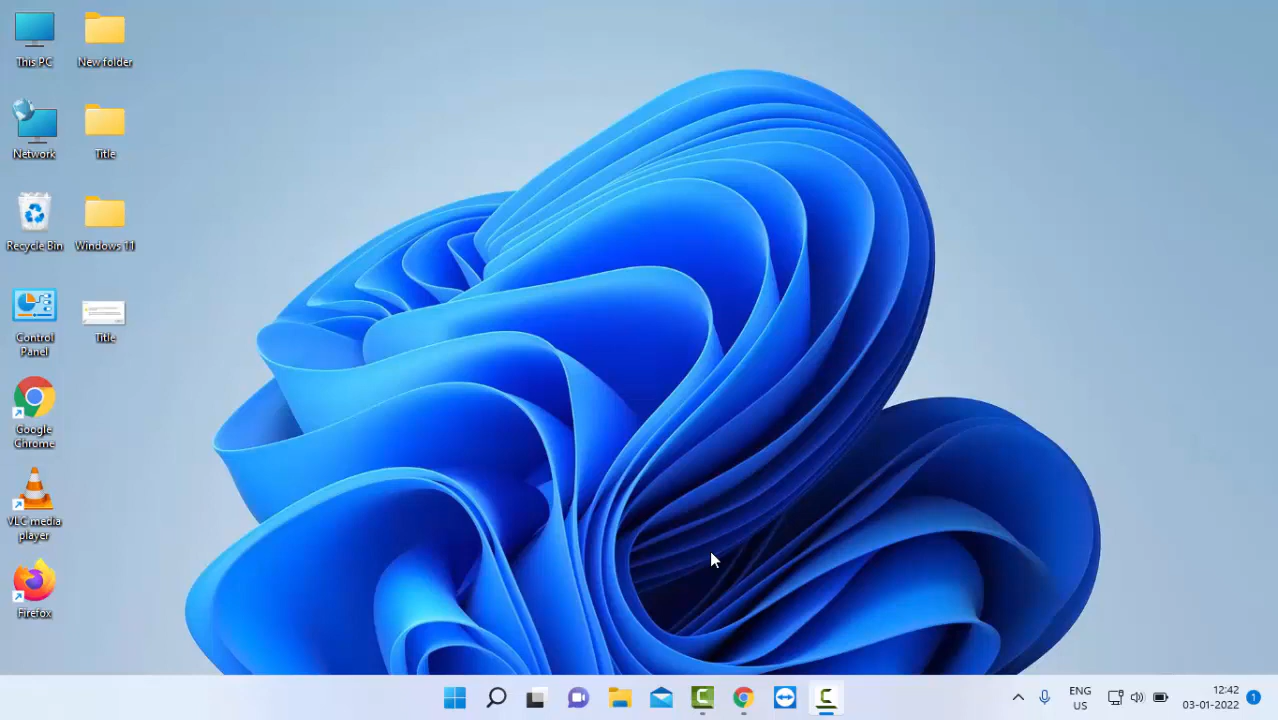 This PC
New folder
Network
Title
Recycle Bin
Windows 11
Control
Panel
Title
Google
Chrome
VLC media
player
Firefox
ENG
US
12:42
03-01-2022
1